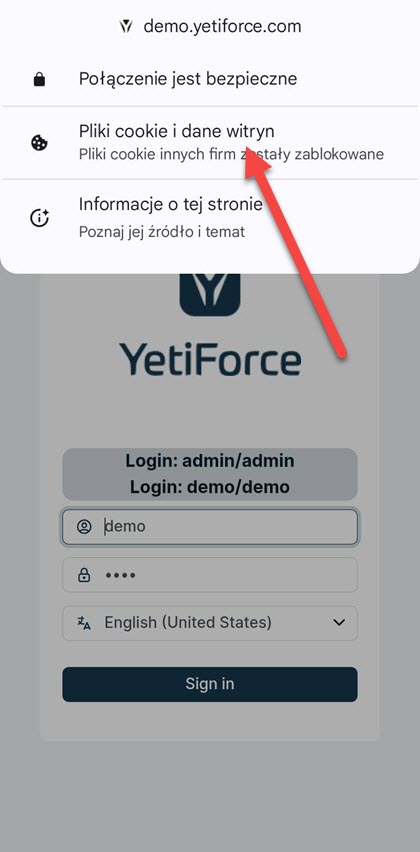 demo.yetiforce.com
Połączenie jest bezpieczne
Pliki cookie i dane witryn
Pliki cookie innych firm zostały zablokowane
Informacje o tej stronie
Poznaj jej źródło i temat
YetiForce
Login: admin/admin
Login: demo/demo
demo
••••
English (United States)
Sign in